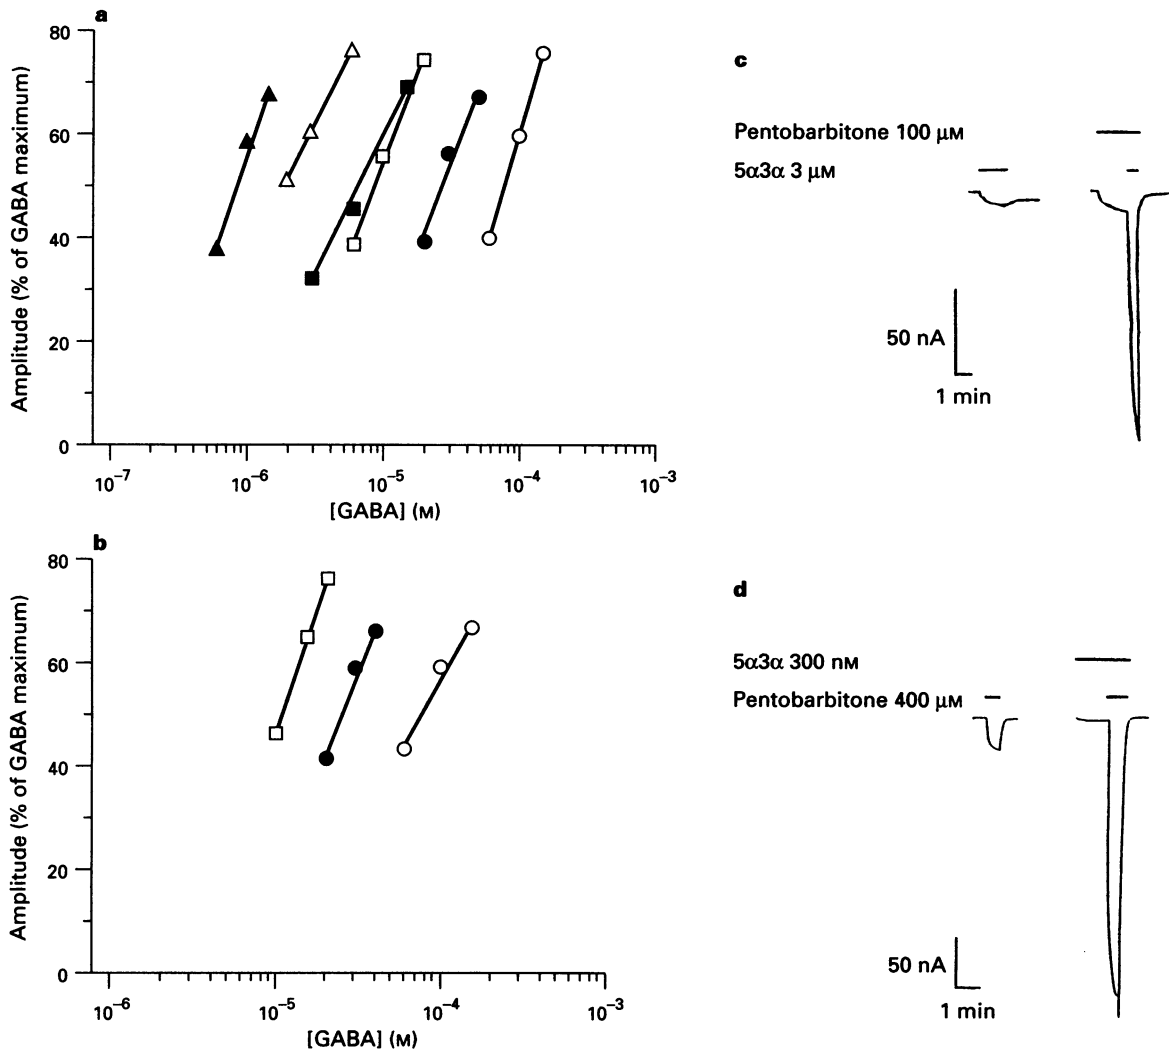 a
80
60
40
20
0
Amplitude (% of GABA maximum)
10⁻⁷
10⁻⁶
10⁻⁵
10⁻⁴
10⁻³
[GABA] (M)
b
80
60
40
20
0
Amplitude (% of GABA maximum)
10⁻⁶
10⁻⁵
10⁻⁴
10⁻³
[GABA] (M)
c
Pentobarbitone 100 μM
5α3α 3 μM
50 nA
1 min
d
5α3α 300 nM
Pentobarbitone 400 μM
50 nA
1 min